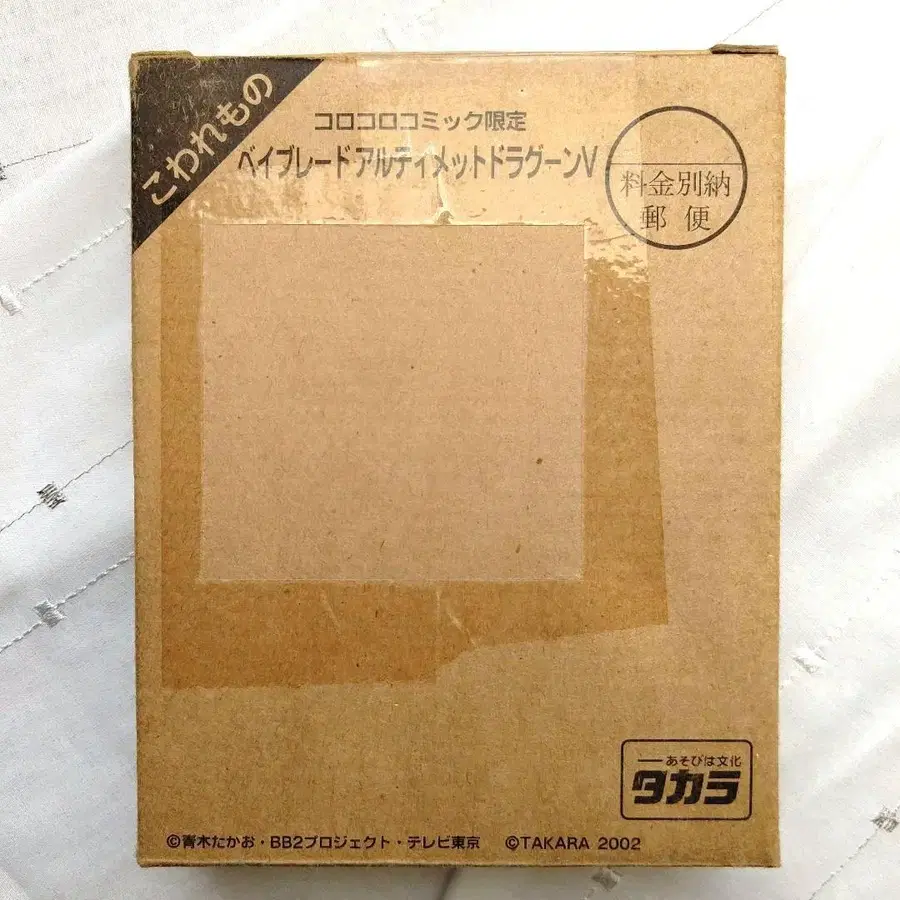 こわれもの
コロコロコミック限定
ベイブレードアルティメットドラグーンV
料金別納
郵便
あそびは文化
タカラ
©青木たかお・BB2プロジェクト・テレビ東京 ©TAKARA 2002